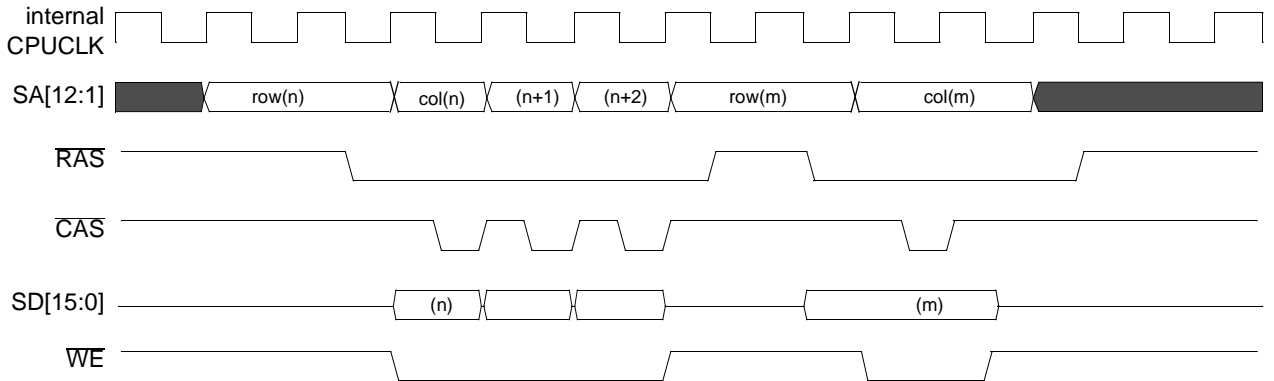 internal
CPUCLK
SA[12:1] row(n) col(n) (n+1) (n+2) row(m) col(m)
RAS
CAS
SD[15:0] (n) (m)
WE